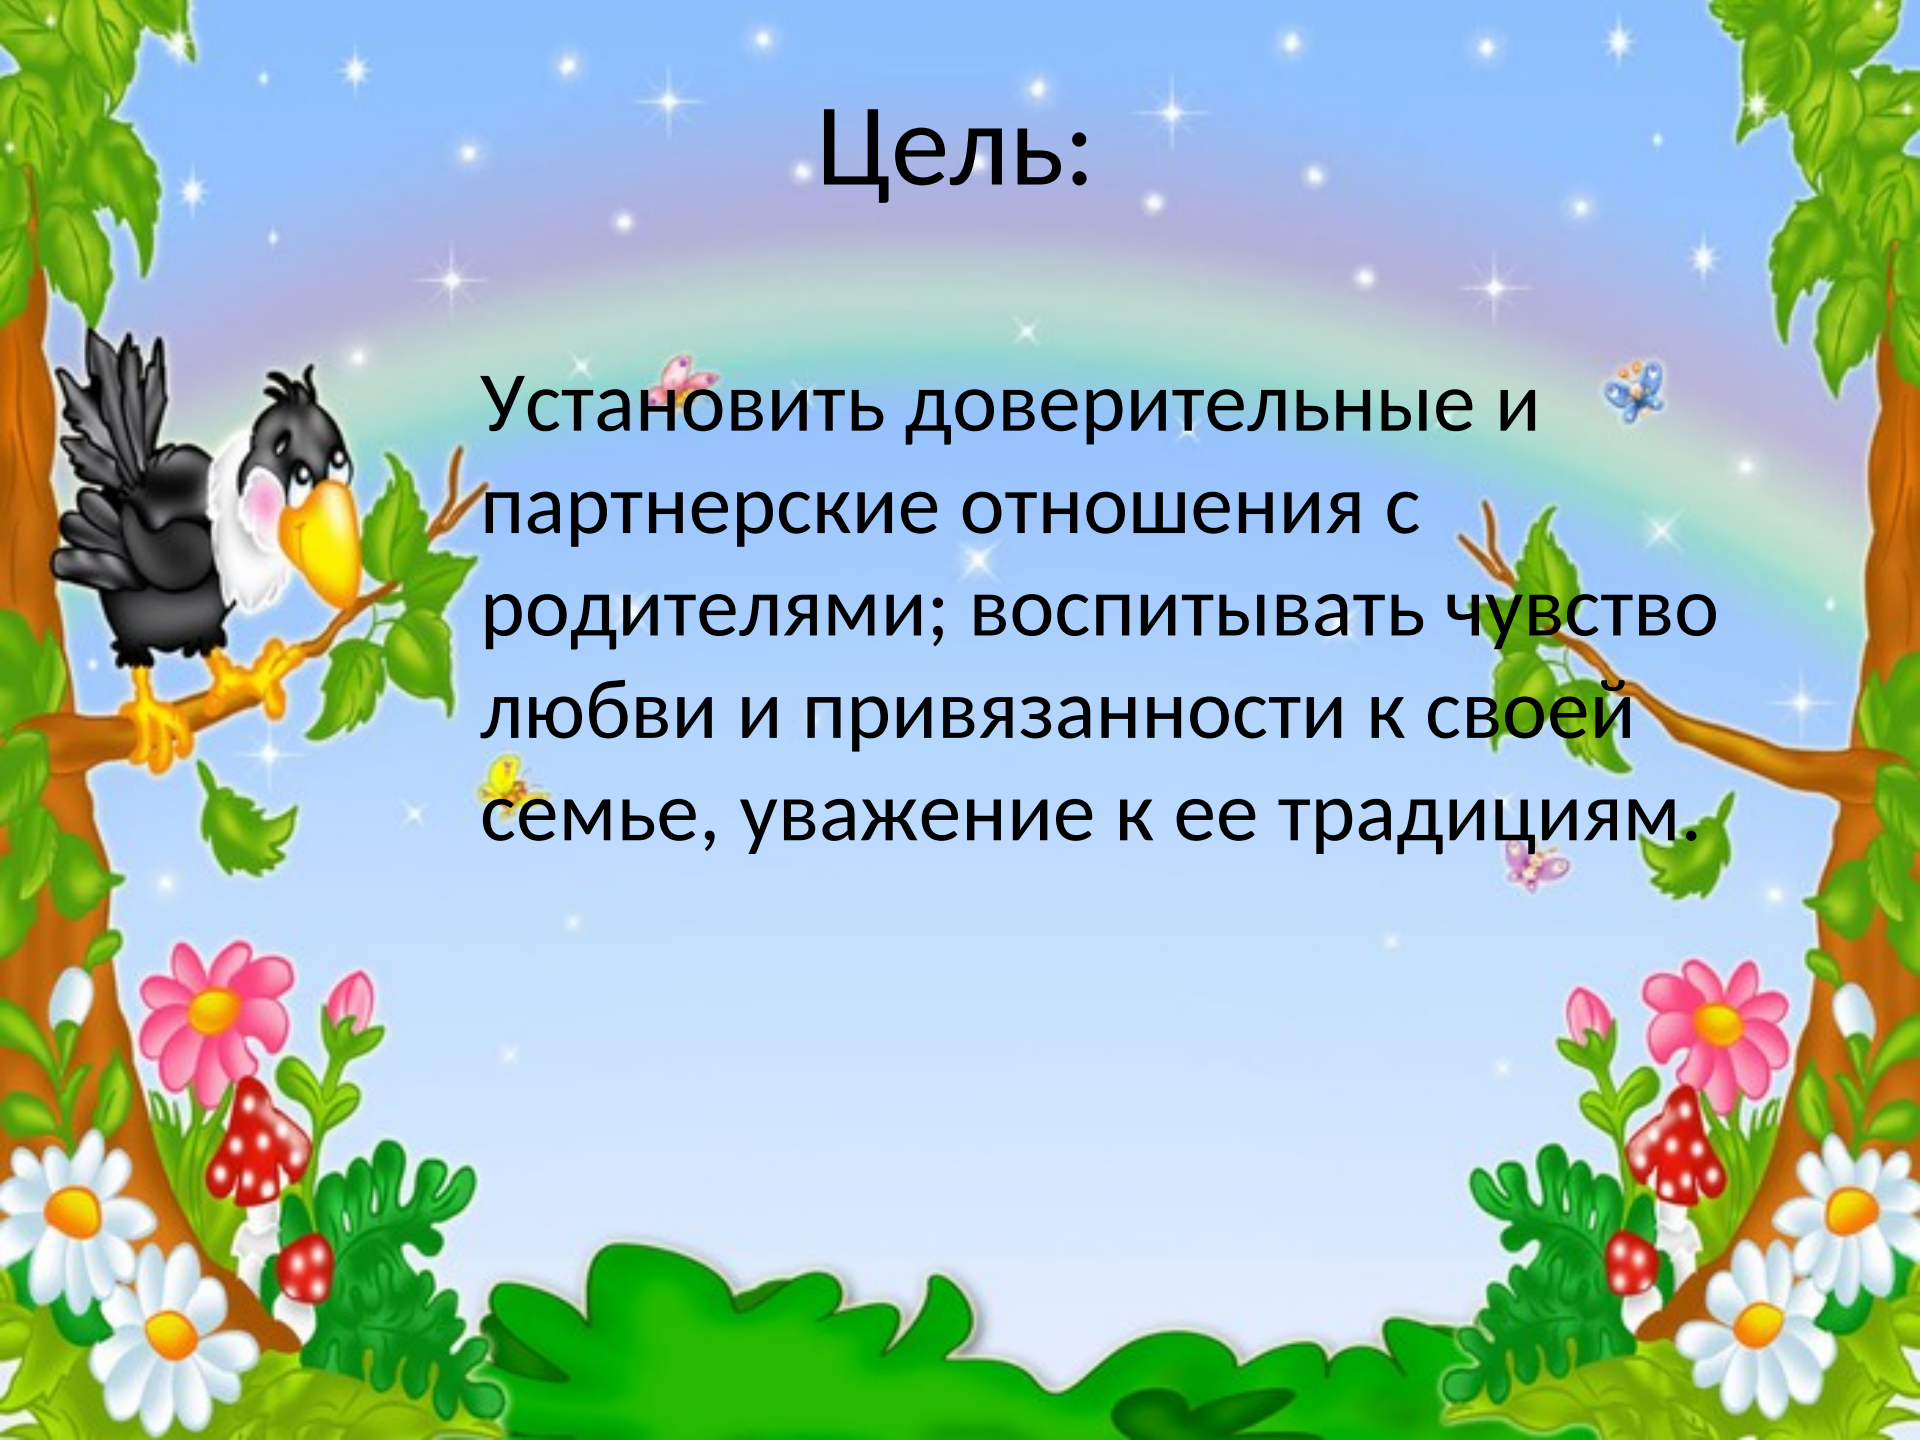 Цель:
Установить доверительные и
партнерские отношения с
родителями; воспитывать чувство
любви и привязанности к своей
семье, уважение к ее традициям.